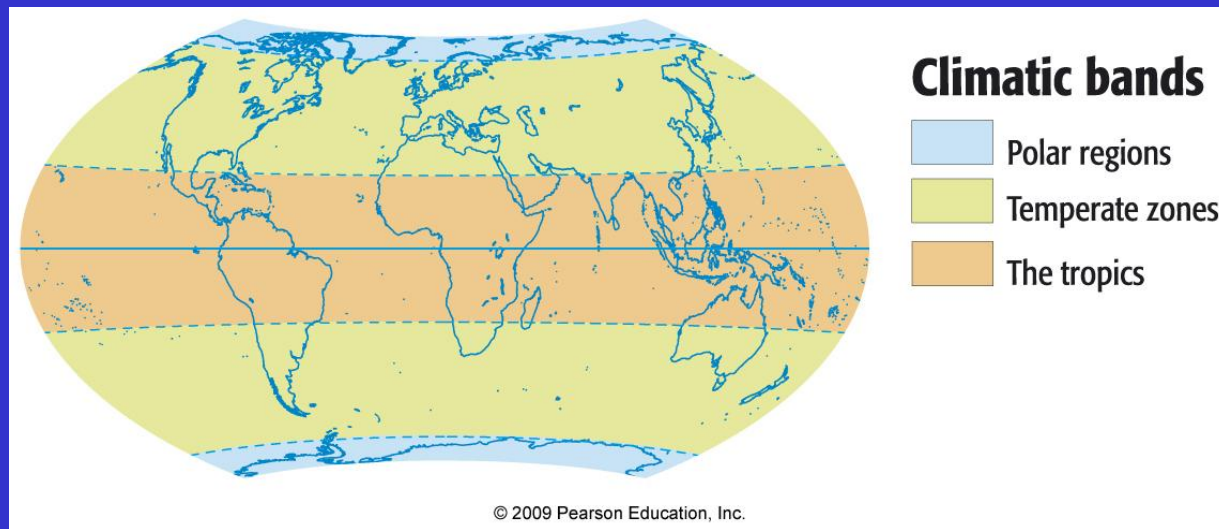 Climatic bands
Polar regions
Temperate zones
The tropics
© 2009 Pearson Education, Inc.